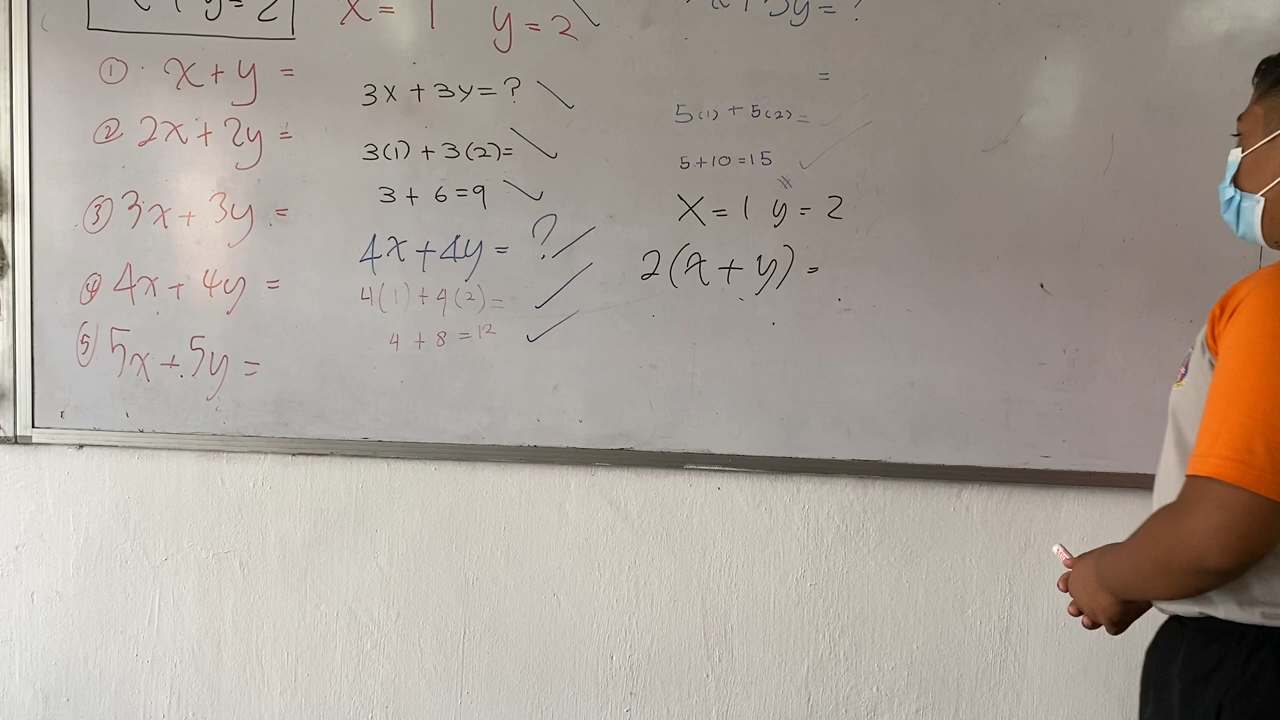 y = 2
x = 1 y = 2
① x + y =
② 2x + 2y =
③ 3x + 3y =
④ 4x + 4y =
⑤ 5x + 5y =
3x + 3y = ?
3(1) + 3(2) =
3 + 6 = 9
4x + 4y = ?
4(1) + 4(2) =
4 + 8 = 12
y = ?
=
5(1) + 5(2) =
5 + 10 = 15
x = 1 y = 2
2(x + y) =